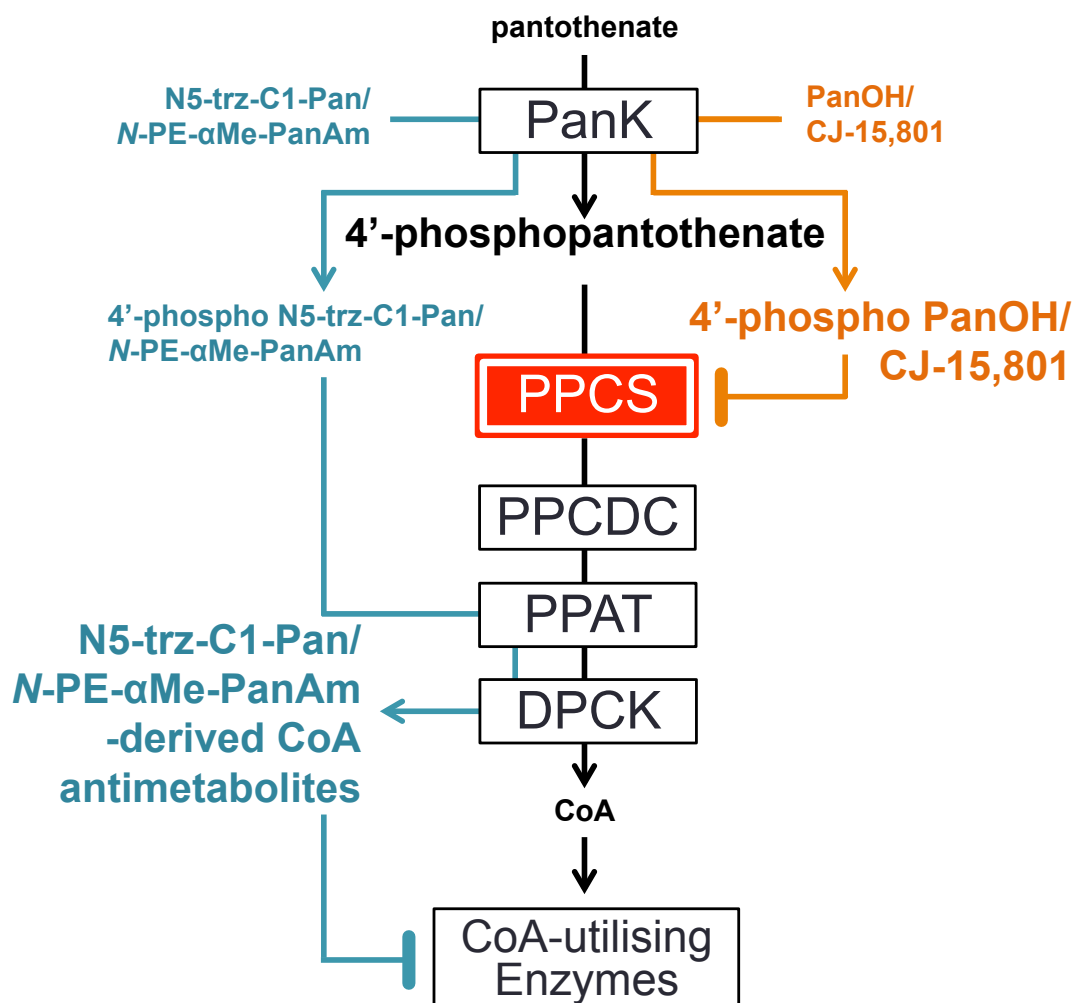 pantothenate
N5-trz-C1-Pan/
N-PE-αMe-PanAm
PanK
PanOH/
CJ-15,801
4’-phosphopantothenate
4’-phospho N5-trz-C1-Pan/
N-PE-αMe-PanAm
4’-phospho PanOH/
CJ-15,801
PPCS
PPCDC
PPAT
N5-trz-C1-Pan/
N-PE-αMe-PanAm
-derived CoA
antimetabolites
DPCK
CoA
CoA-utilising
Enzymes